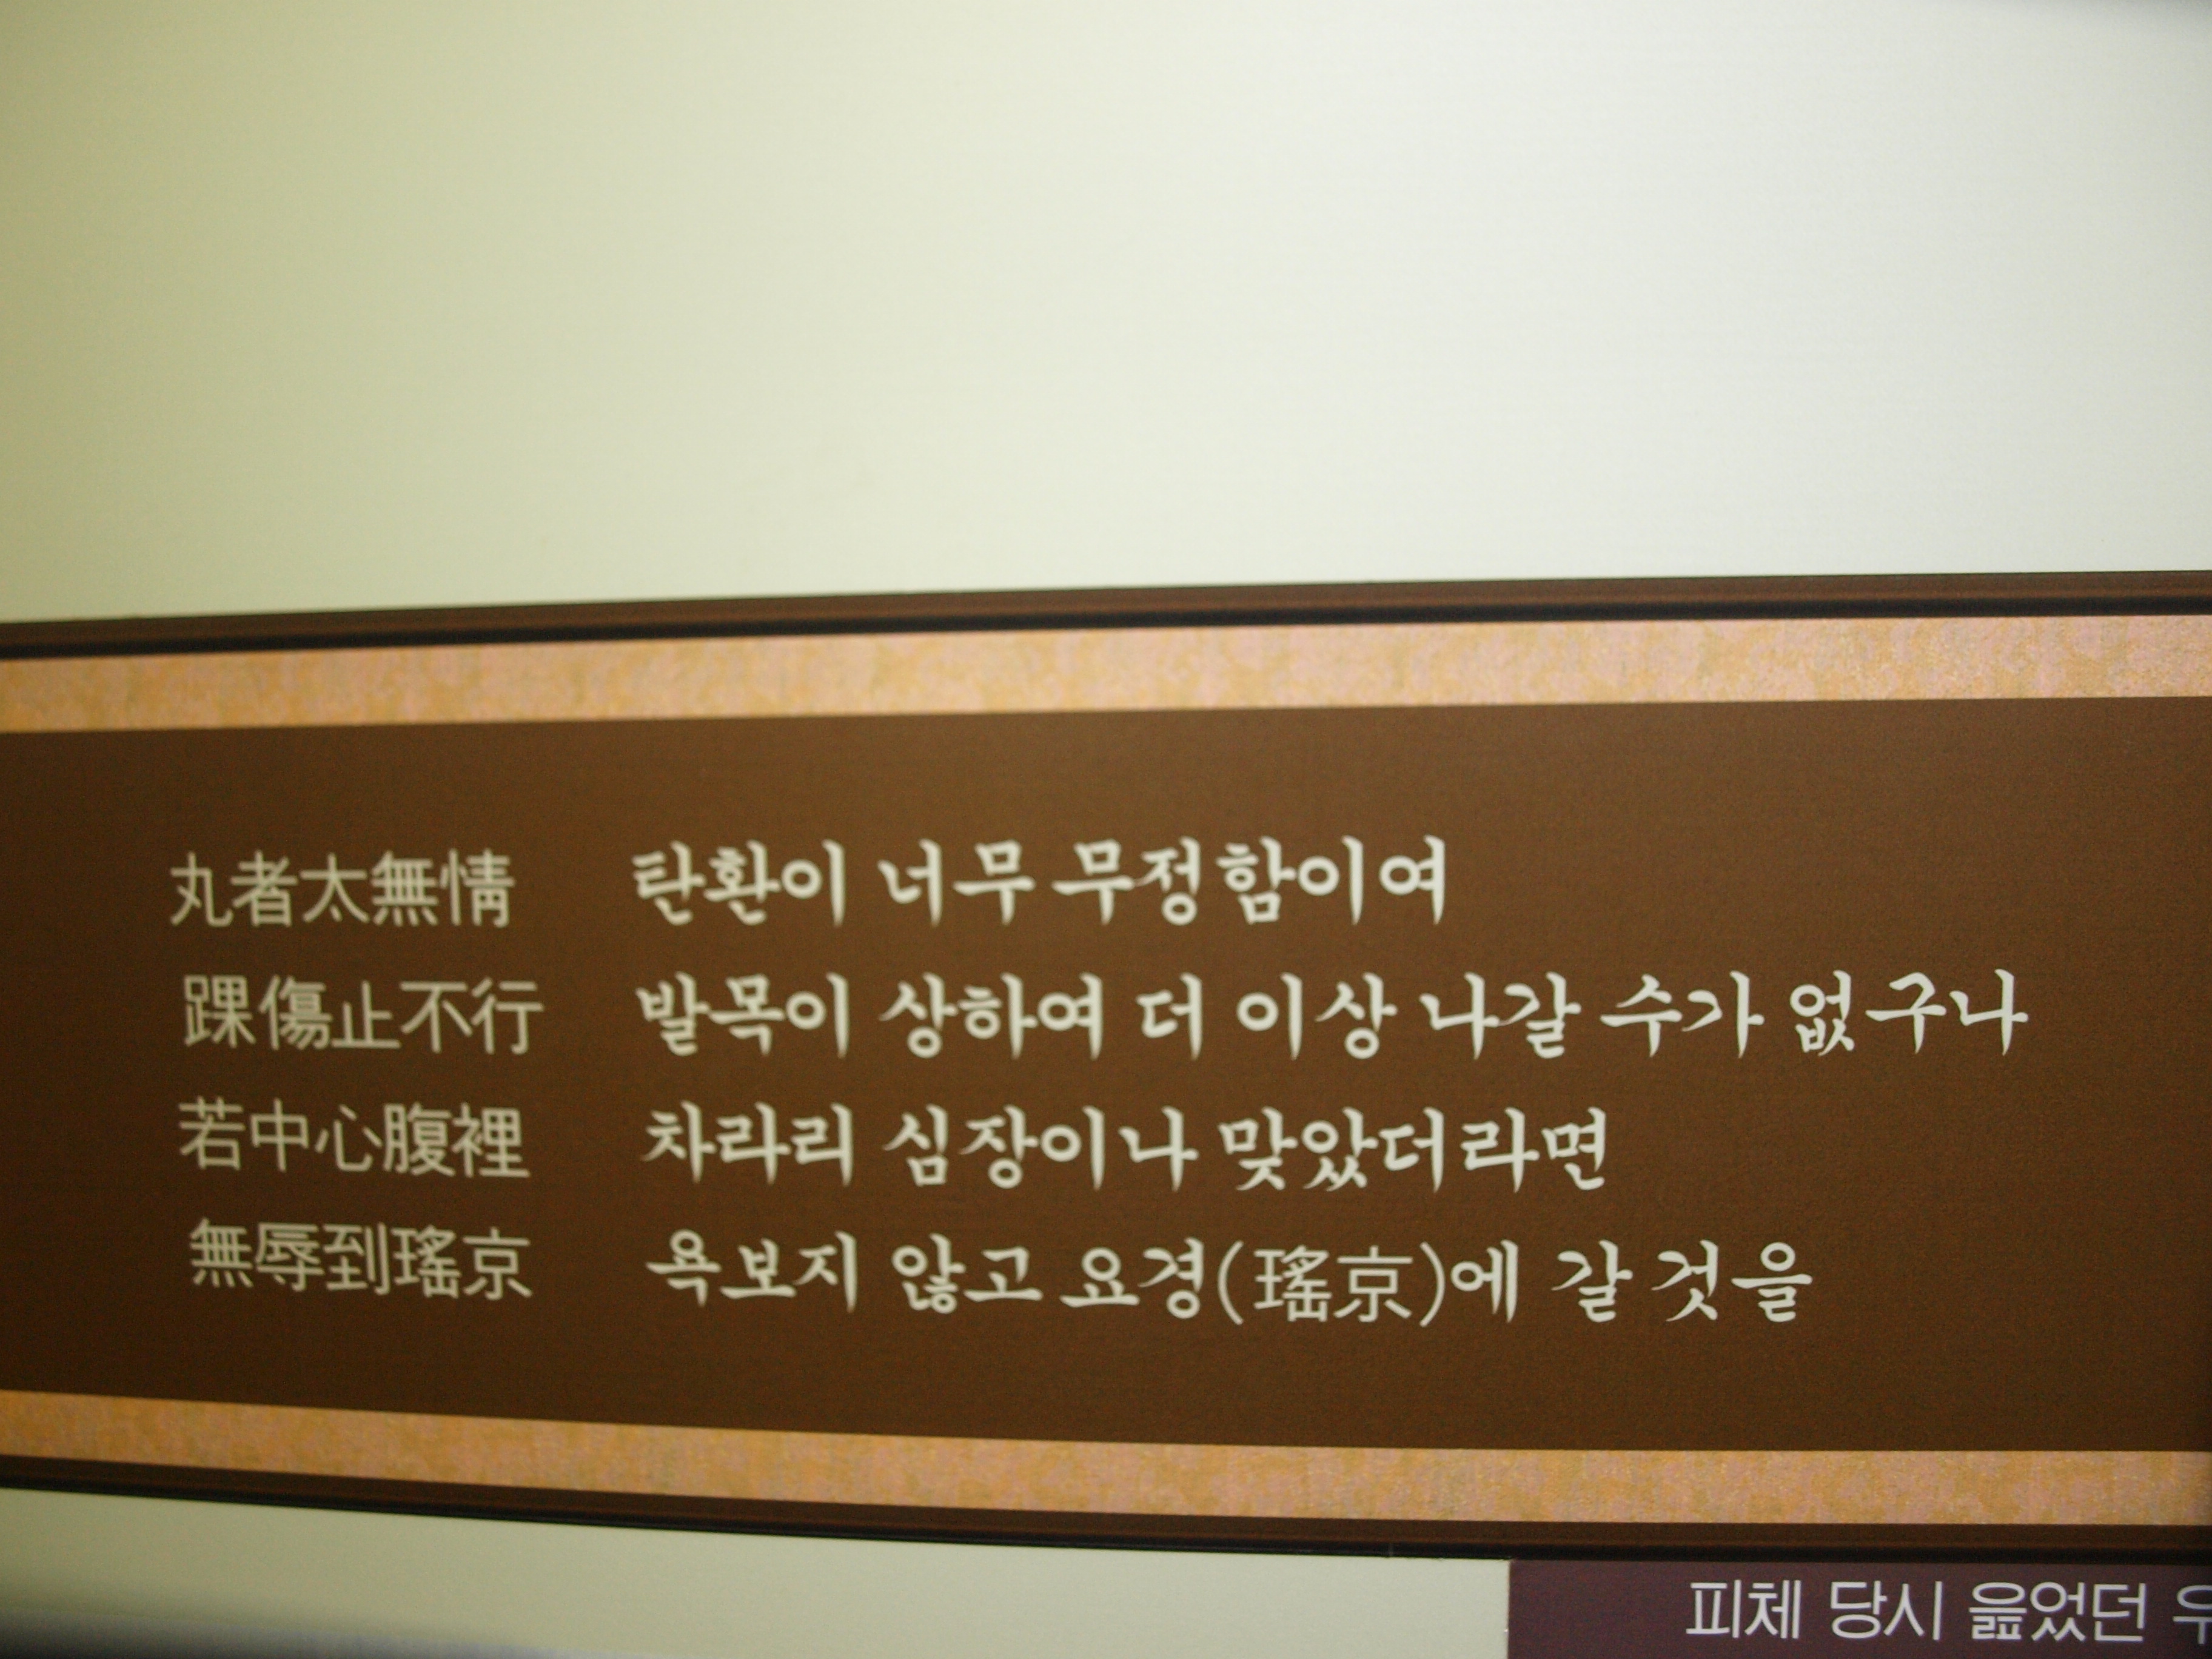 丸者太無情 탄환이 너무 무정함이여
踝傷止不行 발목이 상하여 더 이상 나갈 수가 없구나
若中心腹裡 차라리 심장이나 맞았더라면
無辱到瑤京 욕보지 않고 요경(瑤京)에 갈 것을
피체 당시 읊었던